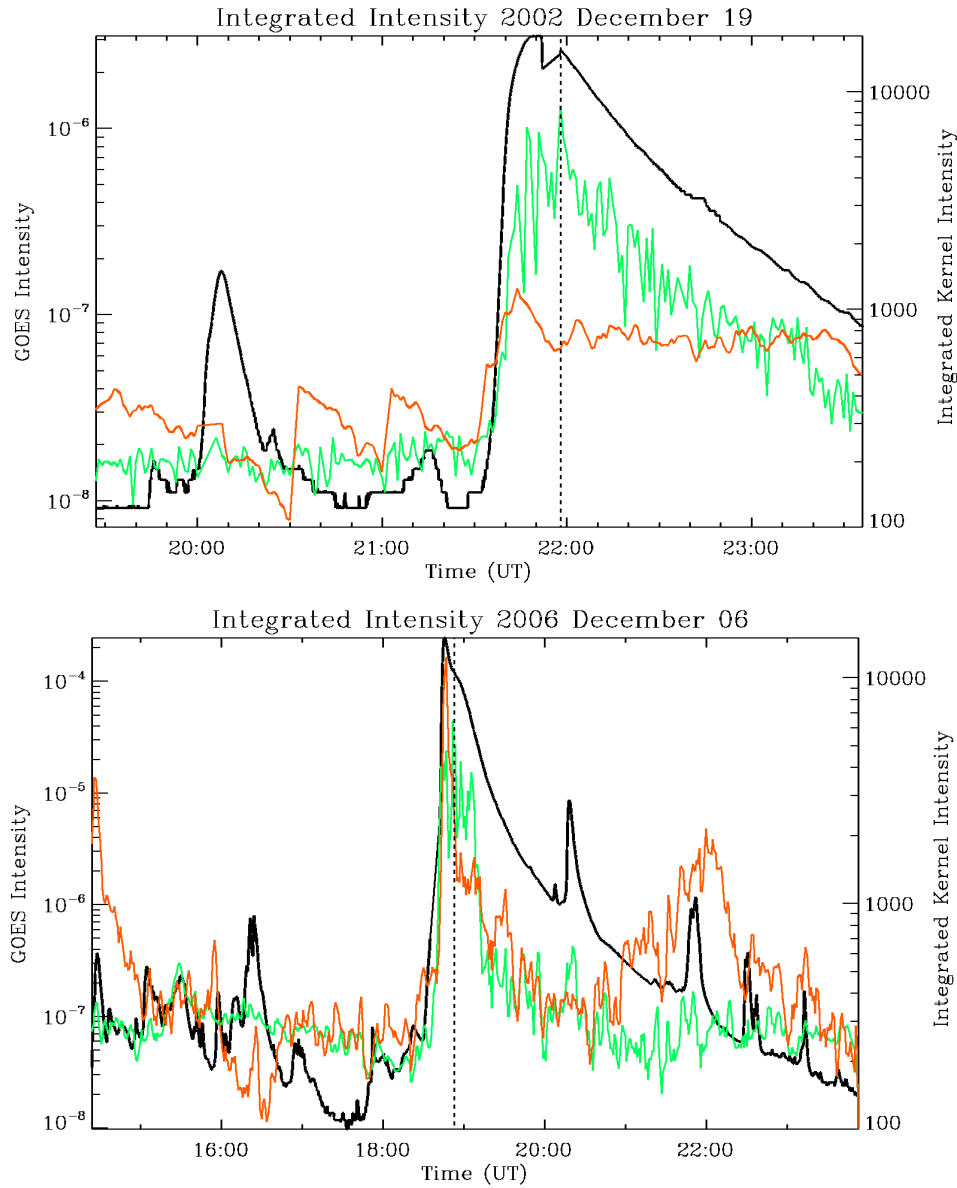 Integrated Intensity 2002 December 19
10⁻⁶
10⁻⁷
10⁻⁸
GOES Intensity
10000
1000
100
Integrated Kernel Intensity
20:00 21:00 22:00 23:00
Time (UT)
Integrated Intensity 2006 December 06
10⁻⁴
10⁻⁵
10⁻⁶
10⁻⁷
10⁻⁸
GOES Intensity
10000
1000
100
Integrated Kernel Intensity
16:00 18:00 20:00 22:00
Time (UT)